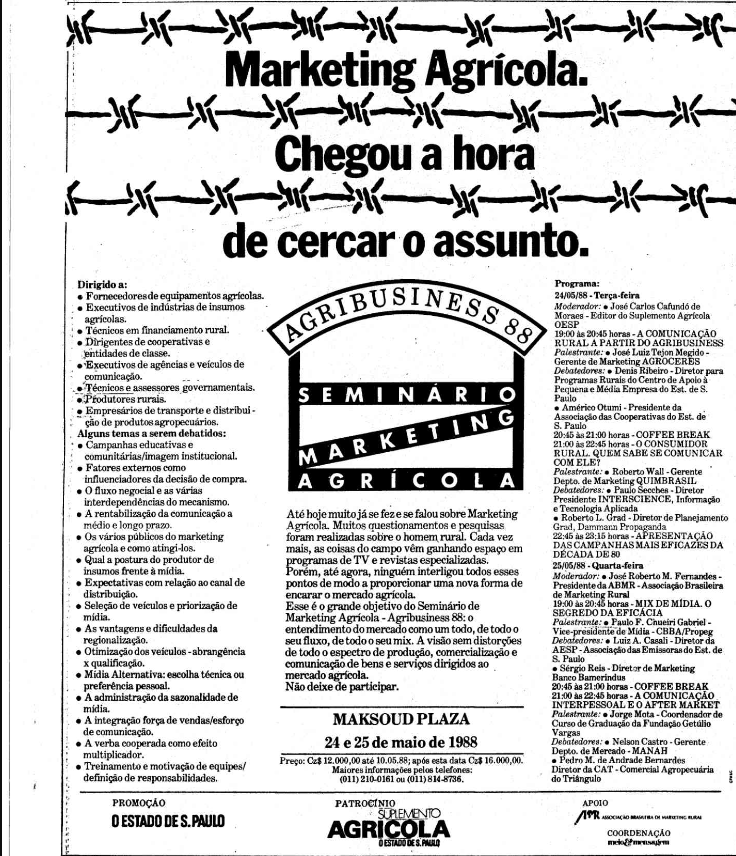 Marketing Agrícola.
Chegou a hora
de cercar o assunto.
Dirigido a:
• Fornecedores de equipamentos agrícolas.
• Executivos de indústrias de insumos
agrícolas.
• Técnicos em financiamento rural.
• Dirigentes de cooperativas e
entidades de classe.
• Executivos de agências e veículos de
comunicação.
• Técnicos e assessores governamentais.
• Produtores rurais.
• Empresários de transporte e distribui-
ção de produtos agropecuários.
Alguns temas a serem debatidos:
• Campanhas educativas e
comunitárias/imagem institucional.
• Fatores externos como
influenciadores da decisão de compra.
• O fluxo negocial e as várias
interdependências do mecanismo.
• A rentabilização da comunicação a
médio e longo prazo.
• Os vários públicos do marketing
agrícola e como atingí-los.
• Qual a postura do produtor de
insumos frente à mídia.
• Expectativas com relação ao canal de
distribuição.
• Seleção de veículos e priorização de
mídia.
• As vantagens e dificuldades da
regionalização.
• Otimização dos veículos - abrangência
x qualificação.
• Mídia Alternativa: escolha técnica ou
preferência pessoal.
• A administração da sazonalidade de
mídia.
• A integração força de vendas/esforço
de comunicação.
• A verba cooperada como efeito
multiplicador.
• Treinamento e motivação de equipes/
definição de responsabilidades.
AGRIBUSINESS 88
SEMINÁRIO
MARKETING
AGRÍCOLA
Até hoje muito já se fez e se falou sobre Marketing
Agrícola. Muitos questionamentos e pesquisas
foram realizadas sobre o homem rural. Cada vez
mais, as coisas do campo vêm ganhando espaço em
programas de TV e revistas especializadas.
Porém, até agora, ninguém interligou todos esses
pontos de modo a proporcionar uma nova forma de
encarar o mercado agrícola.
Esse é o grande objetivo do Seminário de
Marketing Agrícola - Agribusiness 88: o
entendimento do mercado como um todo, de todo o
seu fluxo, de todo o seu mix. A visão sem distorções
de todo o espectro de produção, comercialização e
comunicação de bens e serviços dirigidos ao
mercado agrícola.
Não deixe de participar.
MAKSOUD PLAZA
24 e 25 de maio de 1988
Preço: Cz$ 12.000,00 até 10.05.88; após esta data Cz$ 16.000,00.
Maiores informações pelos telefones:
(011) 210-0161 ou (011) 814-8736.
Programa:
24/05/88 - Terça-feira
Moderador: • José Carlos Cafundó de
Moraes - Editor do Suplemento Agrícola
OESP
19:00 às 20:45 horas - A COMUNICAÇÃO
RURAL A PARTIR DO AGRIBUSINESS
Palestrante: • José Luiz Tejon Megido -
Gerente de Marketing AGROCERES
Debatedores: • Denis Ribeiro - Diretor para
Programas Rurais do Centro de Apoio à
Pequena e Média Empresa do Est. de S.
Paulo
• Américo Otumi - Presidente da
Associação das Cooperativas do Est. de
S. Paulo
20:45 às 21:00 horas - COFFEE BREAK
21:00 às 22:45 horas - O CONSUMIDOR
RURAL. QUEM SABE SE COMUNICAR
COM ELE?
Palestrante: • Roberto Wall - Gerente
Depto. de Marketing QUIMBRASIL
Debatedores: • Paulo Secches - Diretor
Presidente INTERSCIENCE, Informação
e Tecnologia Aplicada
• Roberto L. Grad - Diretor de Planejamento
Grad, Dammann Propaganda
22:45 às 23:15 horas - APRESENTAÇÃO
DAS CAMPANHAS MAIS EFICAZES DA
DÉCADA DE 80
25/05/88 - Quarta-feira
Moderador: • José Roberto M. Fernandes -
Presidente da ABMR - Associação Brasileira
de Marketing Rural
19:00 às 20:45 horas - MIX DE MÍDIA. O
SEGREDO DA EFICÁCIA
Palestrante: • Paulo F. Chueiri Gabriel -
Vice-presidente de Mídia - CBBA/Propeg
Debatedores: • Luiz A. Casali - Diretor da
AESP - Associação das Emissoras do Est. de
S. Paulo
• Sérgio Reis - Diretor de Marketing
Banco Bamerindus
20:45 às 21:00 horas - COFFEE BREAK
21:00 às 22:45 horas - A COMUNICAÇÃO
INTERPESSOAL E O AFTER MARKET
Palestrante: • Jorge Mota - Coordenador de
Curso de Graduação da Fundação Getúlio
Vargas
Debatedores: • Nelson Castro - Gerente
Depto. de Mercado - MANAH
• Pedro M. de Andrade Bernardes
Diretor da CAT - Comercial Agropecuária
do Triângulo
PROMOÇÃO
O ESTADO DE S. PAULO
PATROCÍNIO
SUPLEMENTO
AGRÍCOLA
O ESTADO DE S. PAULO
APOIO
ASSOCIAÇÃO BRASILEIRA DE MARKETING RURAL
COORDENAÇÃO
meio&mensagem